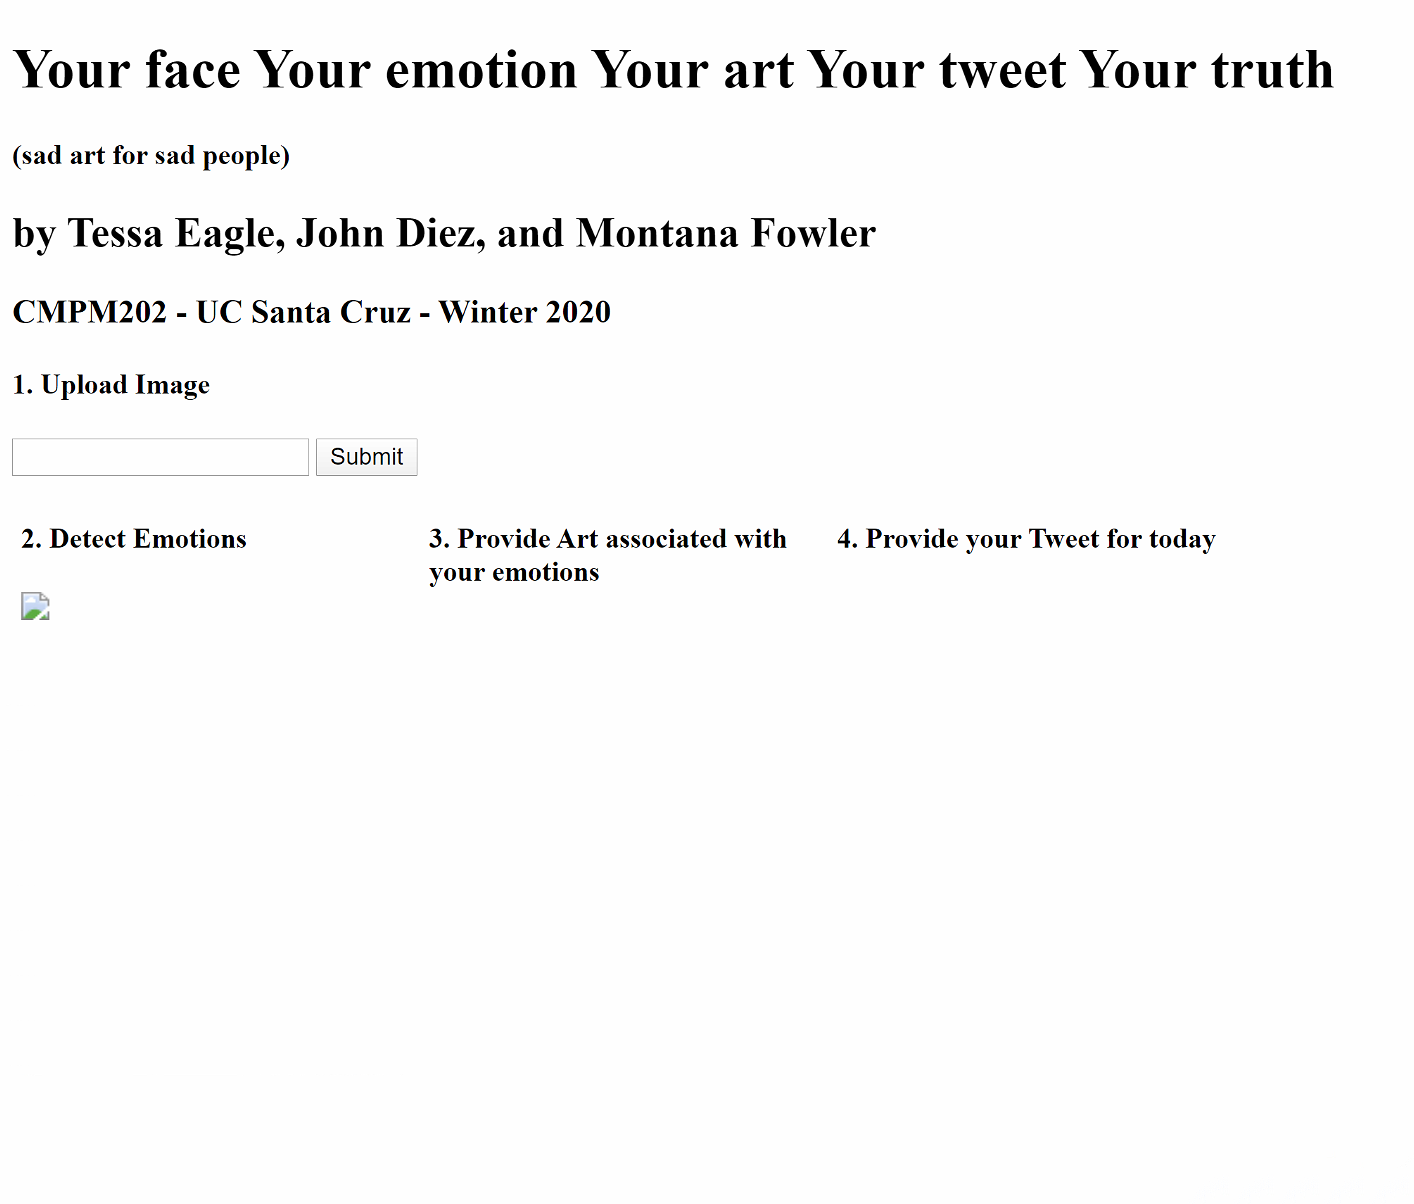 Your face Your emotion Your art Your tweet Your truth
(sad art for sad people)
by Tessa Eagle, John Diez, and Montana Fowler
CMPM202 - UC Santa Cruz - Winter 2020
1. Upload Image
Submit
2. Detect Emotions
3. Provide Art associated with
your emotions
4. Provide your Tweet for today